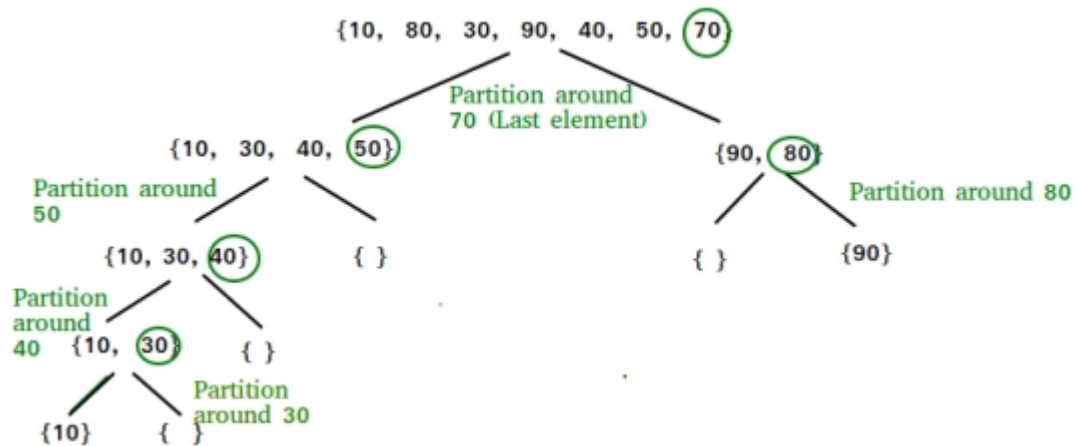 {10, 80, 30, 90, 40, 50, 70}
Partition around
70 (Last element)
{10, 30, 40, 50}
{90, 80}
Partition around
50
Partition around 80
{10, 30, 40}
{ }
{ }
{90}
Partition
around
40
{10, 30}
{ }
Partition
around 30
{10}
{ }